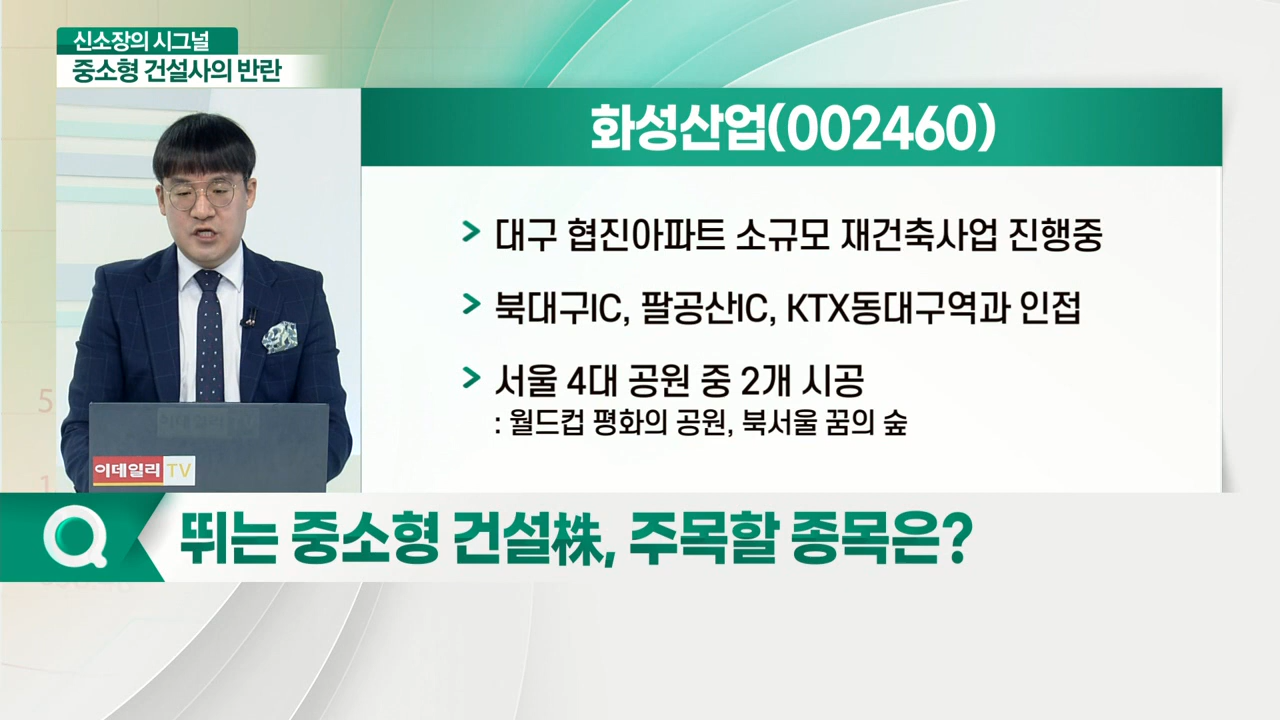 신소장의 시그널
중소형 건설사의 반란
화성산업(002460)
> 대구 협진아파트 소규모 재건축사업 진행중
> 북대구IC, 팔공산IC, KTX동대구역과 인접
> 서울 4대 공원 중 2개 시공
: 월드컵 평화의 공원, 북서울 꿈의 숲
이데일리 TV
뛰는 중소형 건설株, 주목할 종목은?